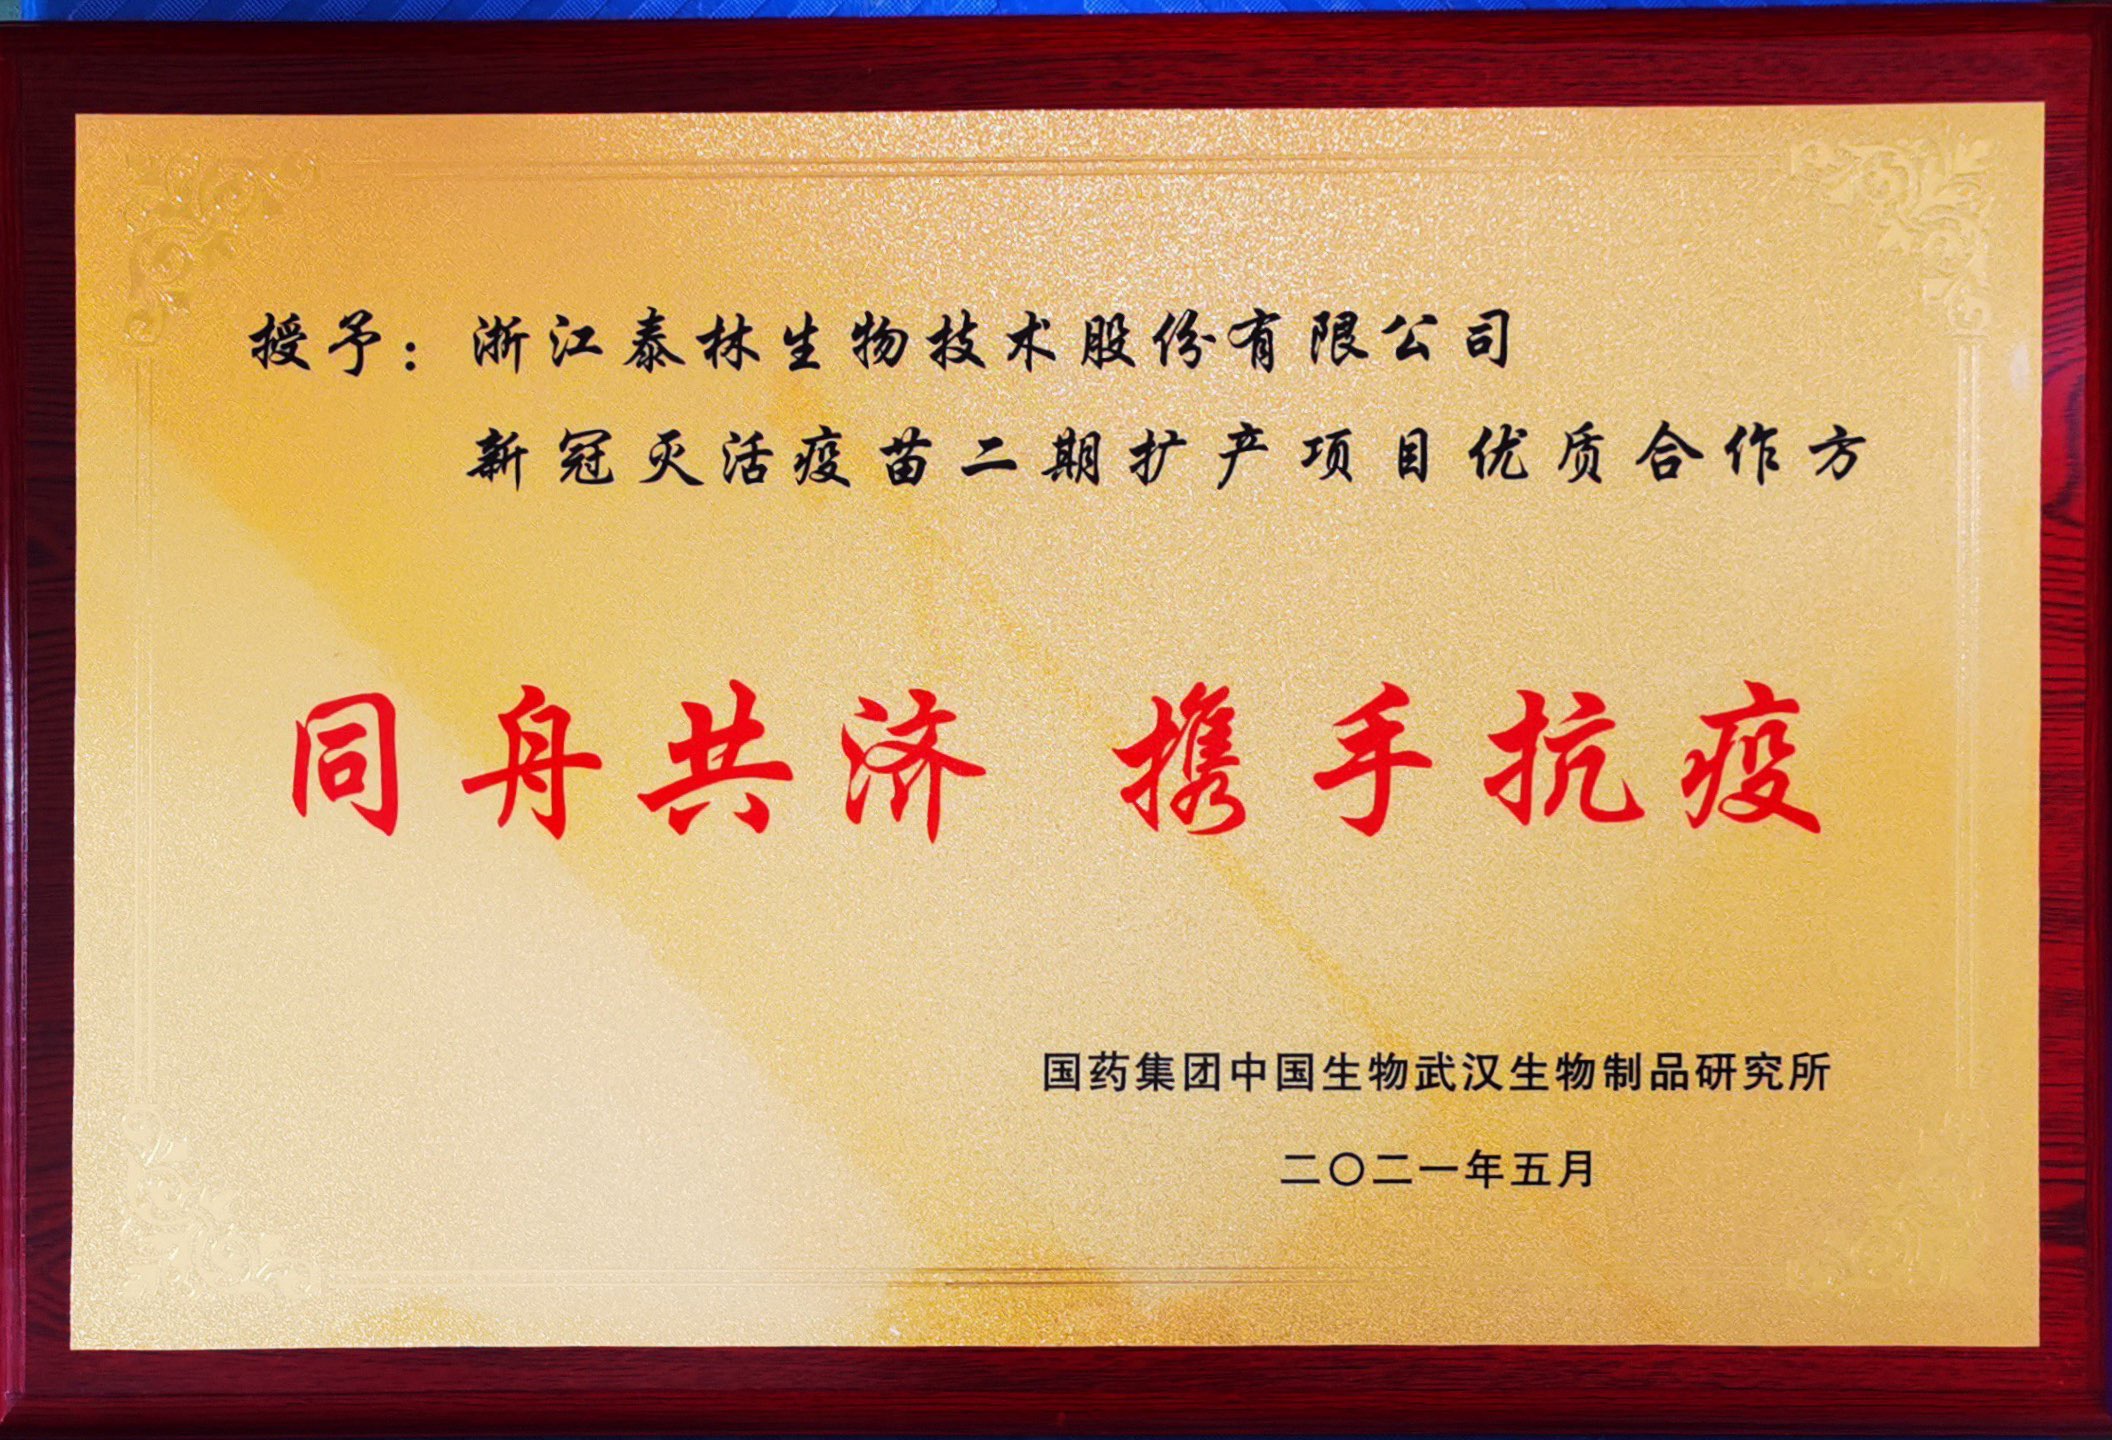 授予：浙江泰林生物技术股份有限公司
新冠灭活疫苗二期扩产项目优质合作方
同舟共济 携手抗疫
国药集团中国生物武汉生物制品研究所
二〇二一年五月